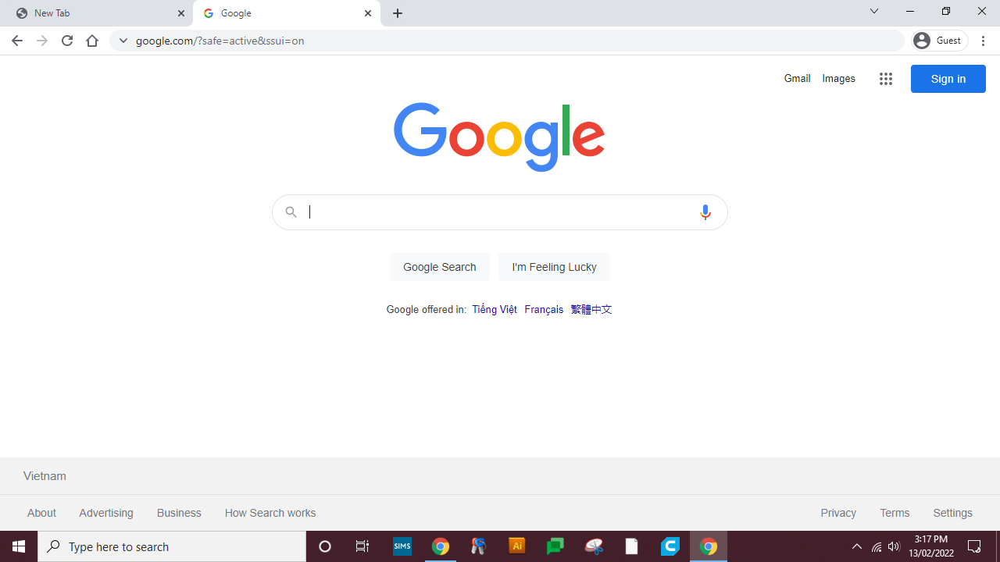 New Tab
Google
google.com/?safe=active&ssui=on
Guest
Gmail Images Sign in
Google
Google Search I'm Feeling Lucky
Google offered in: Tiếng Việt Français 繁體中文
Vietnam
About Advertising Business How Search works Privacy Terms Settings
Type here to search
SIMS
Ai
3:17 PM
13/02/2022